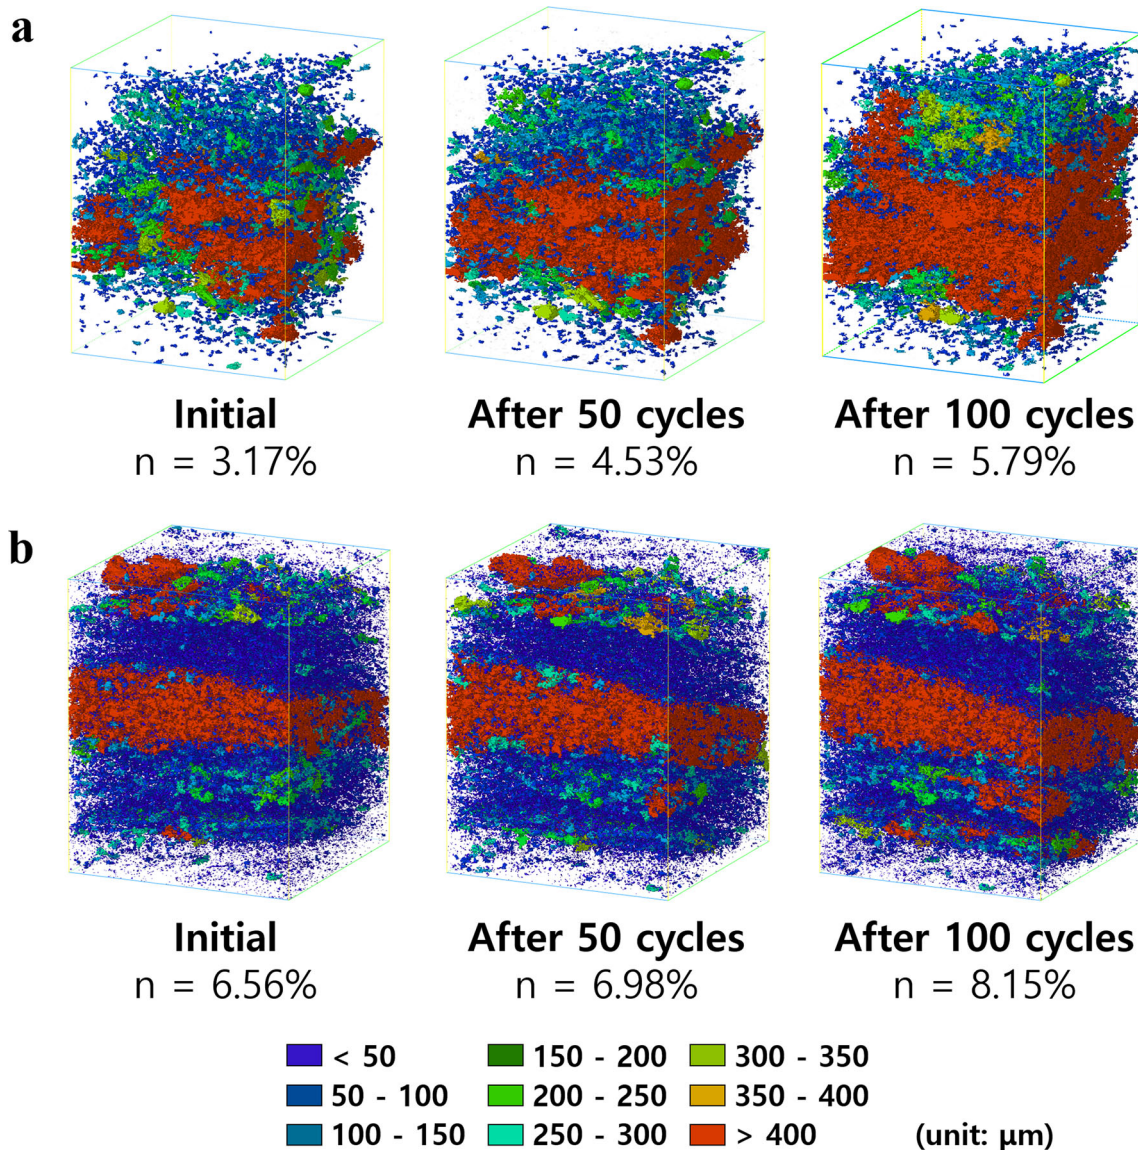 a
Initial After 50 cycles After 100 cycles
n = 3.17% n = 4.53% n = 5.79%
b
Initial After 50 cycles After 100 cycles
n = 6.56% n = 6.98% n = 8.15%
< 50 150 - 200 300 - 350
50 - 100 200 - 250 350 - 400
100 - 150 250 - 300 > 400 (unit: μm)